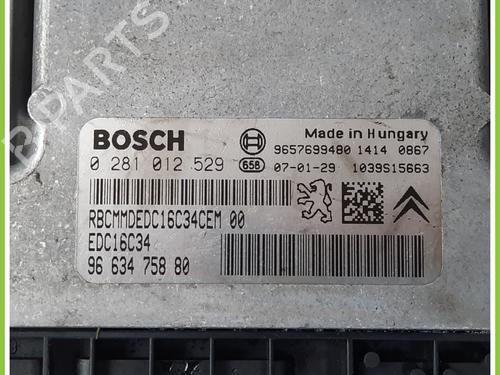 B-PARTS
BOSCH
Made in Hungary
9657699480 1414 0867
0 281 012 529 658 07-01-29 1039S15663
RBCMMDEDC16C34CEM 00
EDC16C34
96 634 758 80